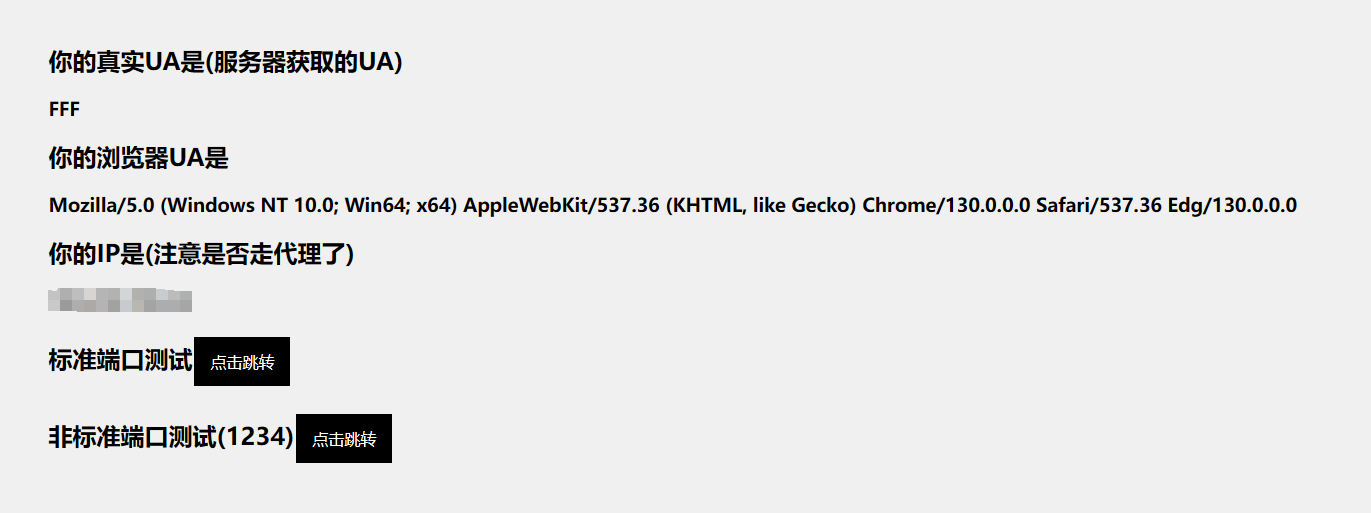 你的真实UA是(服务器获取的UA)
FFF
你的浏览器UA是
Mozilla/5.0 (Windows NT 10.0; Win64; x64) AppleWebKit/537.36 (KHTML, like Gecko) Chrome/130.0.0.0 Safari/537.36 Edg/130.0.0.0
你的IP是(注意是否走代理了)
标准端口测试 点击跳转
非标准端口测试(1234) 点击跳转